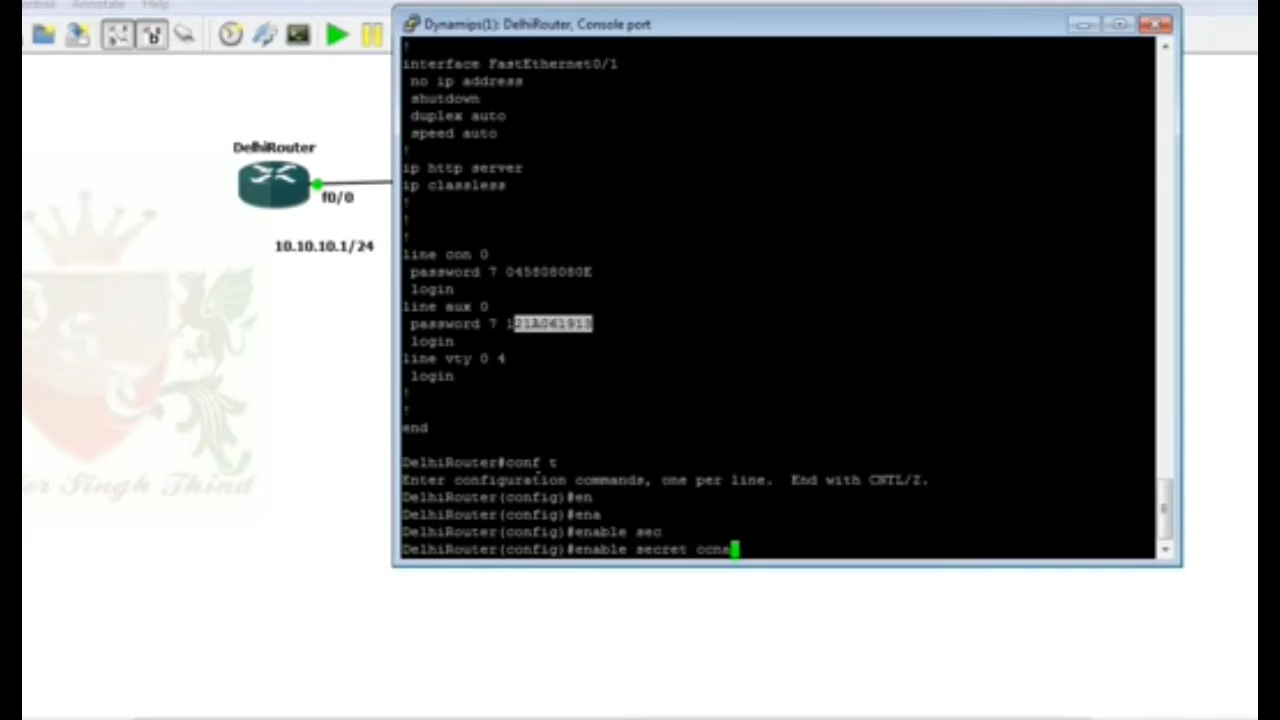 Annotate Help
Dynamips(1): DelhiRouter, Console port
!
interface FastEthernet0/1
no ip address
shutdown
duplex auto
speed auto
!
ip http server
ip classless
!
!
!
line con 0
password 7 045808080E
login
line aux 0
password 7 121A061913
login
line vty 0 4
login
!
!
end
DelhiRouter#conf t
Enter configuration commands, one per line. End with CNTL/Z.
DelhiRouter(config)#en
DelhiRouter(config)#ena
DelhiRouter(config)#enable sec
DelhiRouter(config)#enable secret ccna
DelhiRouter
f0/0
10.10.10.1/24
Singh Thind